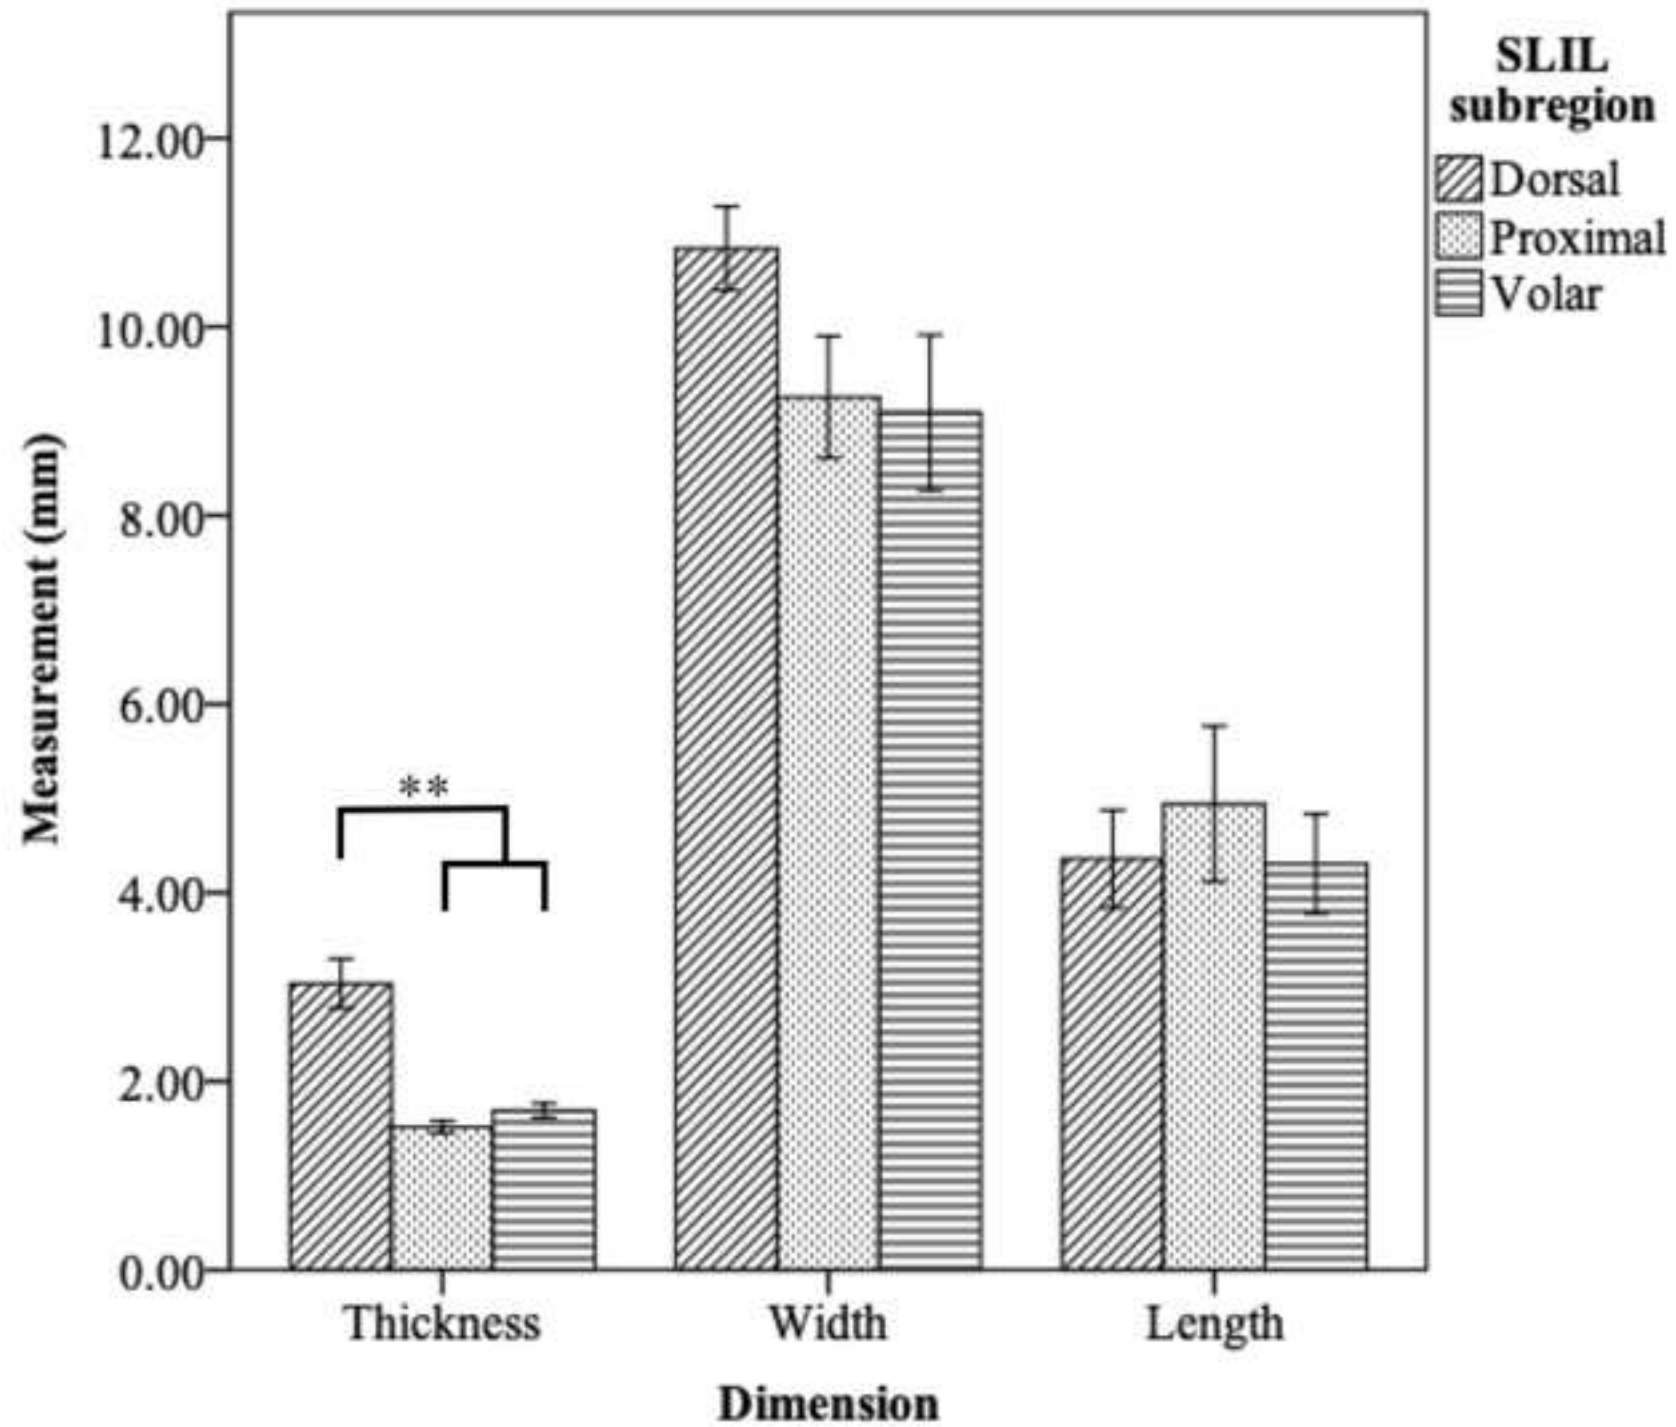 SLIL
subregion
Dorsal
Proximal
Volar
Measurement (mm)
12.00
10.00
8.00
6.00
4.00
2.00
0.00
**
Thickness
Width
Length
Dimension